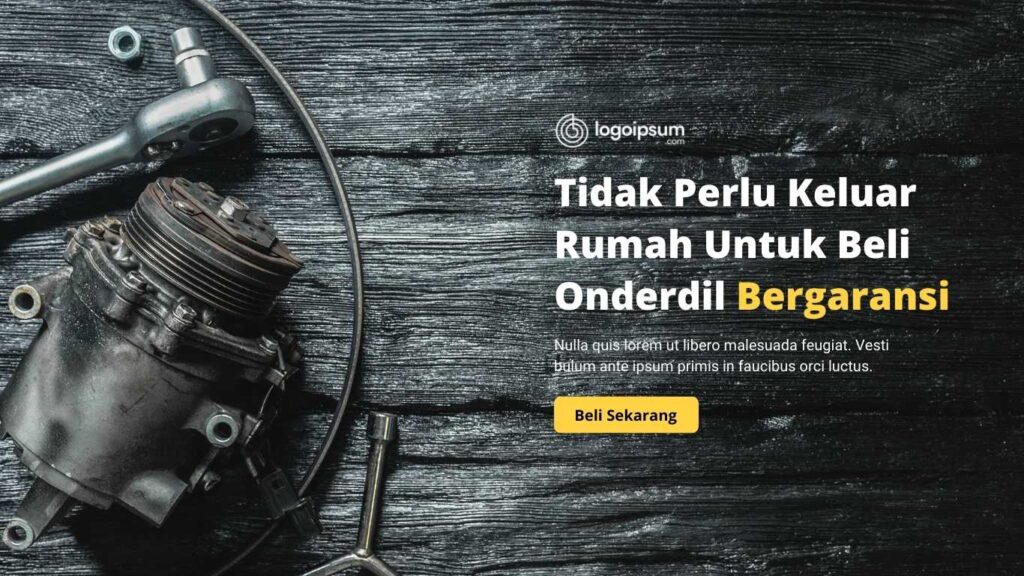 logoipsum
.com
Tidak Perlu Keluar
Rumah Untuk Beli
Onderdil Bergaransi
Nulla quis lorem ut libero malesuada feugiat. Vesti
bulum ante ipsum primis in faucibus orci luctus.
Beli Sekarang